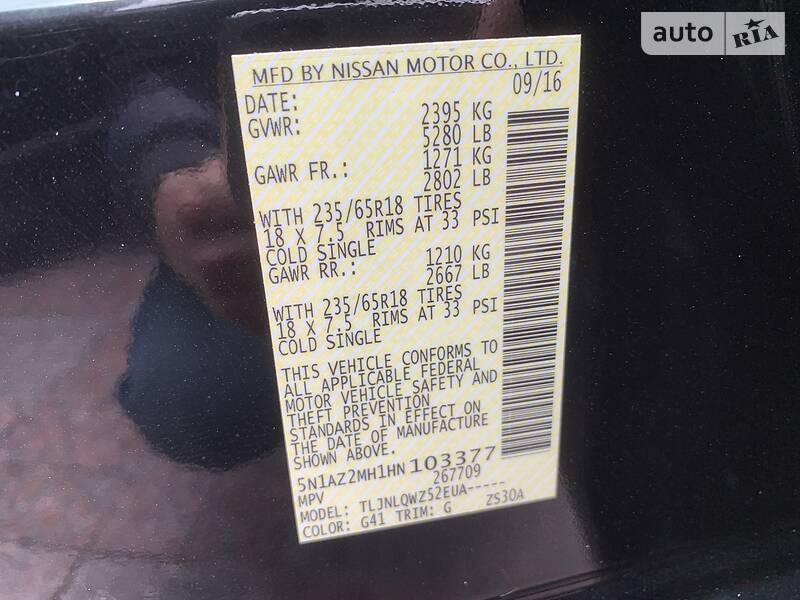 auto RIA
MFD BY NISSAN MOTOR CO., LTD.
DATE: 09/16
GVWR: 2395 KG
5280 LB
GAWR FR.: 1271 KG
2802 LB
WITH 235/65R18 TIRES
18 X 7.5 RIMS AT 33 PSI
COLD SINGLE
GAWR RR.: 1210 KG
2667 LB
WITH 235/65R18 TIRES
18 X 7.5 RIMS AT 33 PSI
COLD SINGLE
THIS VEHICLE CONFORMS TO
ALL APPLICABLE FEDERAL
MOTOR VEHICLE SAFETY AND
THEFT PREVENTION
STANDARDS IN EFFECT ON
THE DATE OF MANUFACTURE
SHOWN ABOVE.
5N1AZ2MH1HN103377
MPV 267709
MODEL: TLJNLQWZ52EUA-----
COLOR: G41 TRIM: G ZS30A